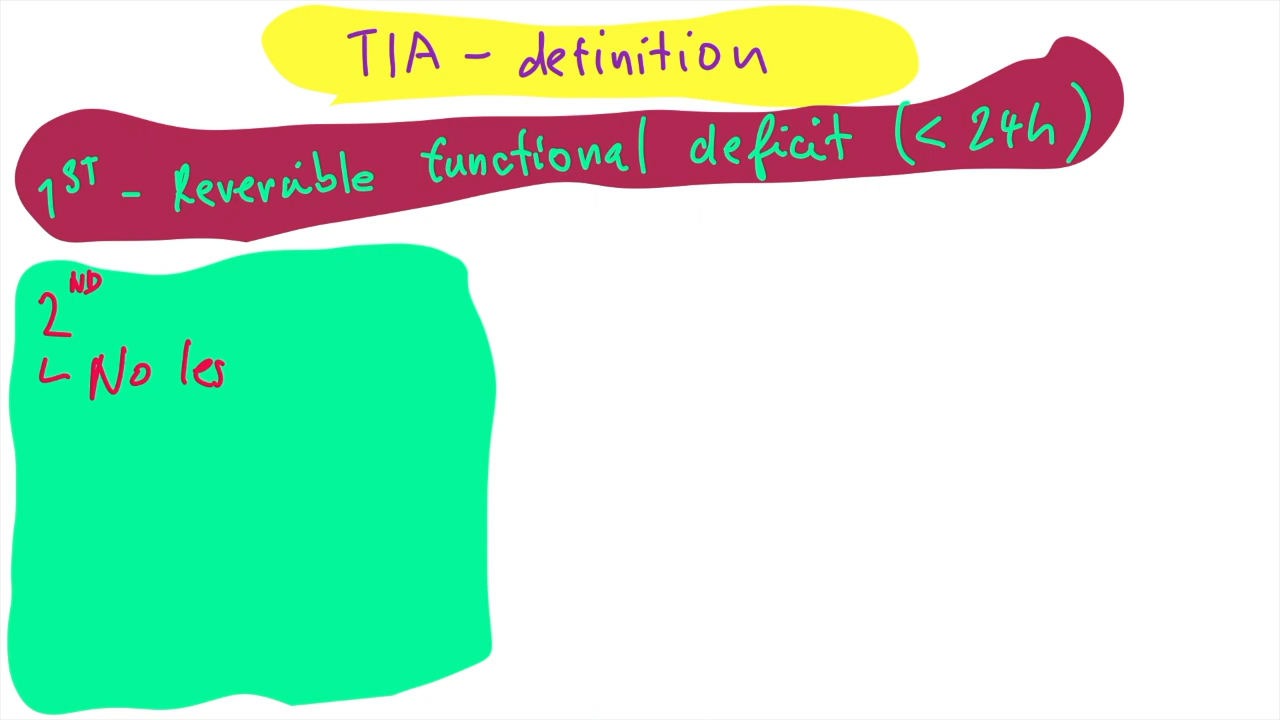 TIA - definition
1ST - Reversible functional deficit (< 24h)
2ND
No les